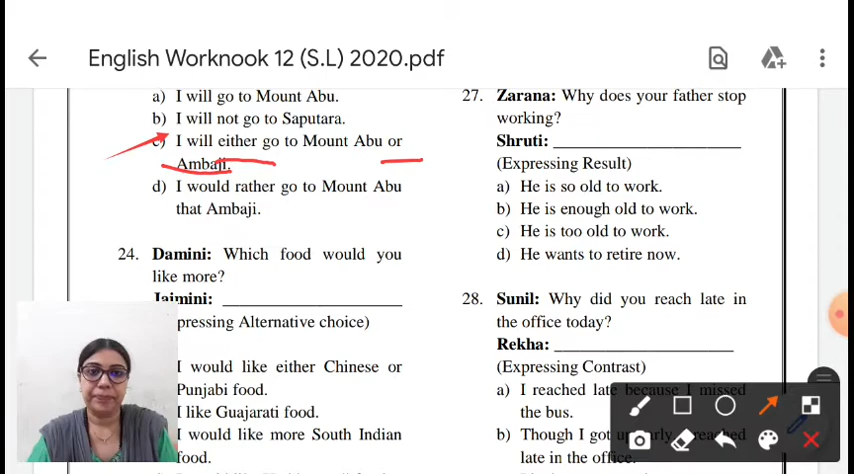 English Worknook 12 (S.L) 2020.pdf
a) I will go to Mount Abu.
b) I will not go to Saputara.
c) I will either go to Mount Abu or
Ambaji.
d) I would rather go to Mount Abu
that Ambaji.
24. Damini: Which food would you
like more?
Jaimini: ____________________
pressing Alternative choice)
I would like either Chinese or
Punjabi food.
I like Guajarati food.
I would like more South Indian
food.
27. Zarana: Why does your father stop
working?
Shruti: ____________________
(Expressing Result)
a) He is so old to work.
b) He is enough old to work.
c) He is too old to work.
d) He wants to retire now.
28. Sunil: Why did you reach late in
the office today?
Rekha: ____________________
(Expressing Contrast)
a) I reached late because I missed
the bus.
b) Though I got up early, I reached
late in the office.